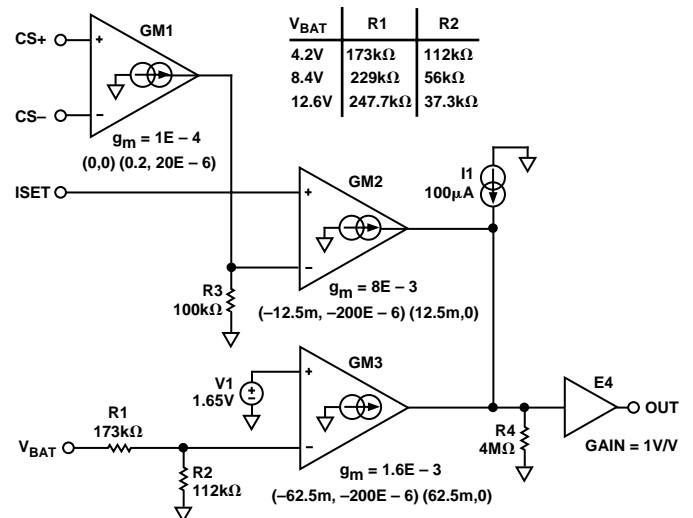 V_BAT R1 R2
4.2V 173kΩ 112kΩ
8.4V 229kΩ 56kΩ
12.6V 247.7kΩ 37.3kΩ
GM1
CS+
+
CS–
–
g_m = 1E – 4
(0,0) (0.2, 20E – 6)
ISET
GM2
+
–
I1
100μA
R3
100kΩ
g_m = 8E – 3
(–12.5m, –200E – 6) (12.5m,0)
GM3
V1
1.65V
+
–
+
–
E4
OUT
GAIN = 1V/V
R4
4MΩ
R1
173kΩ
V_BAT
R2
112kΩ
g_m = 1.6E – 3
(–62.5m, –200E – 6) (62.5m,0)